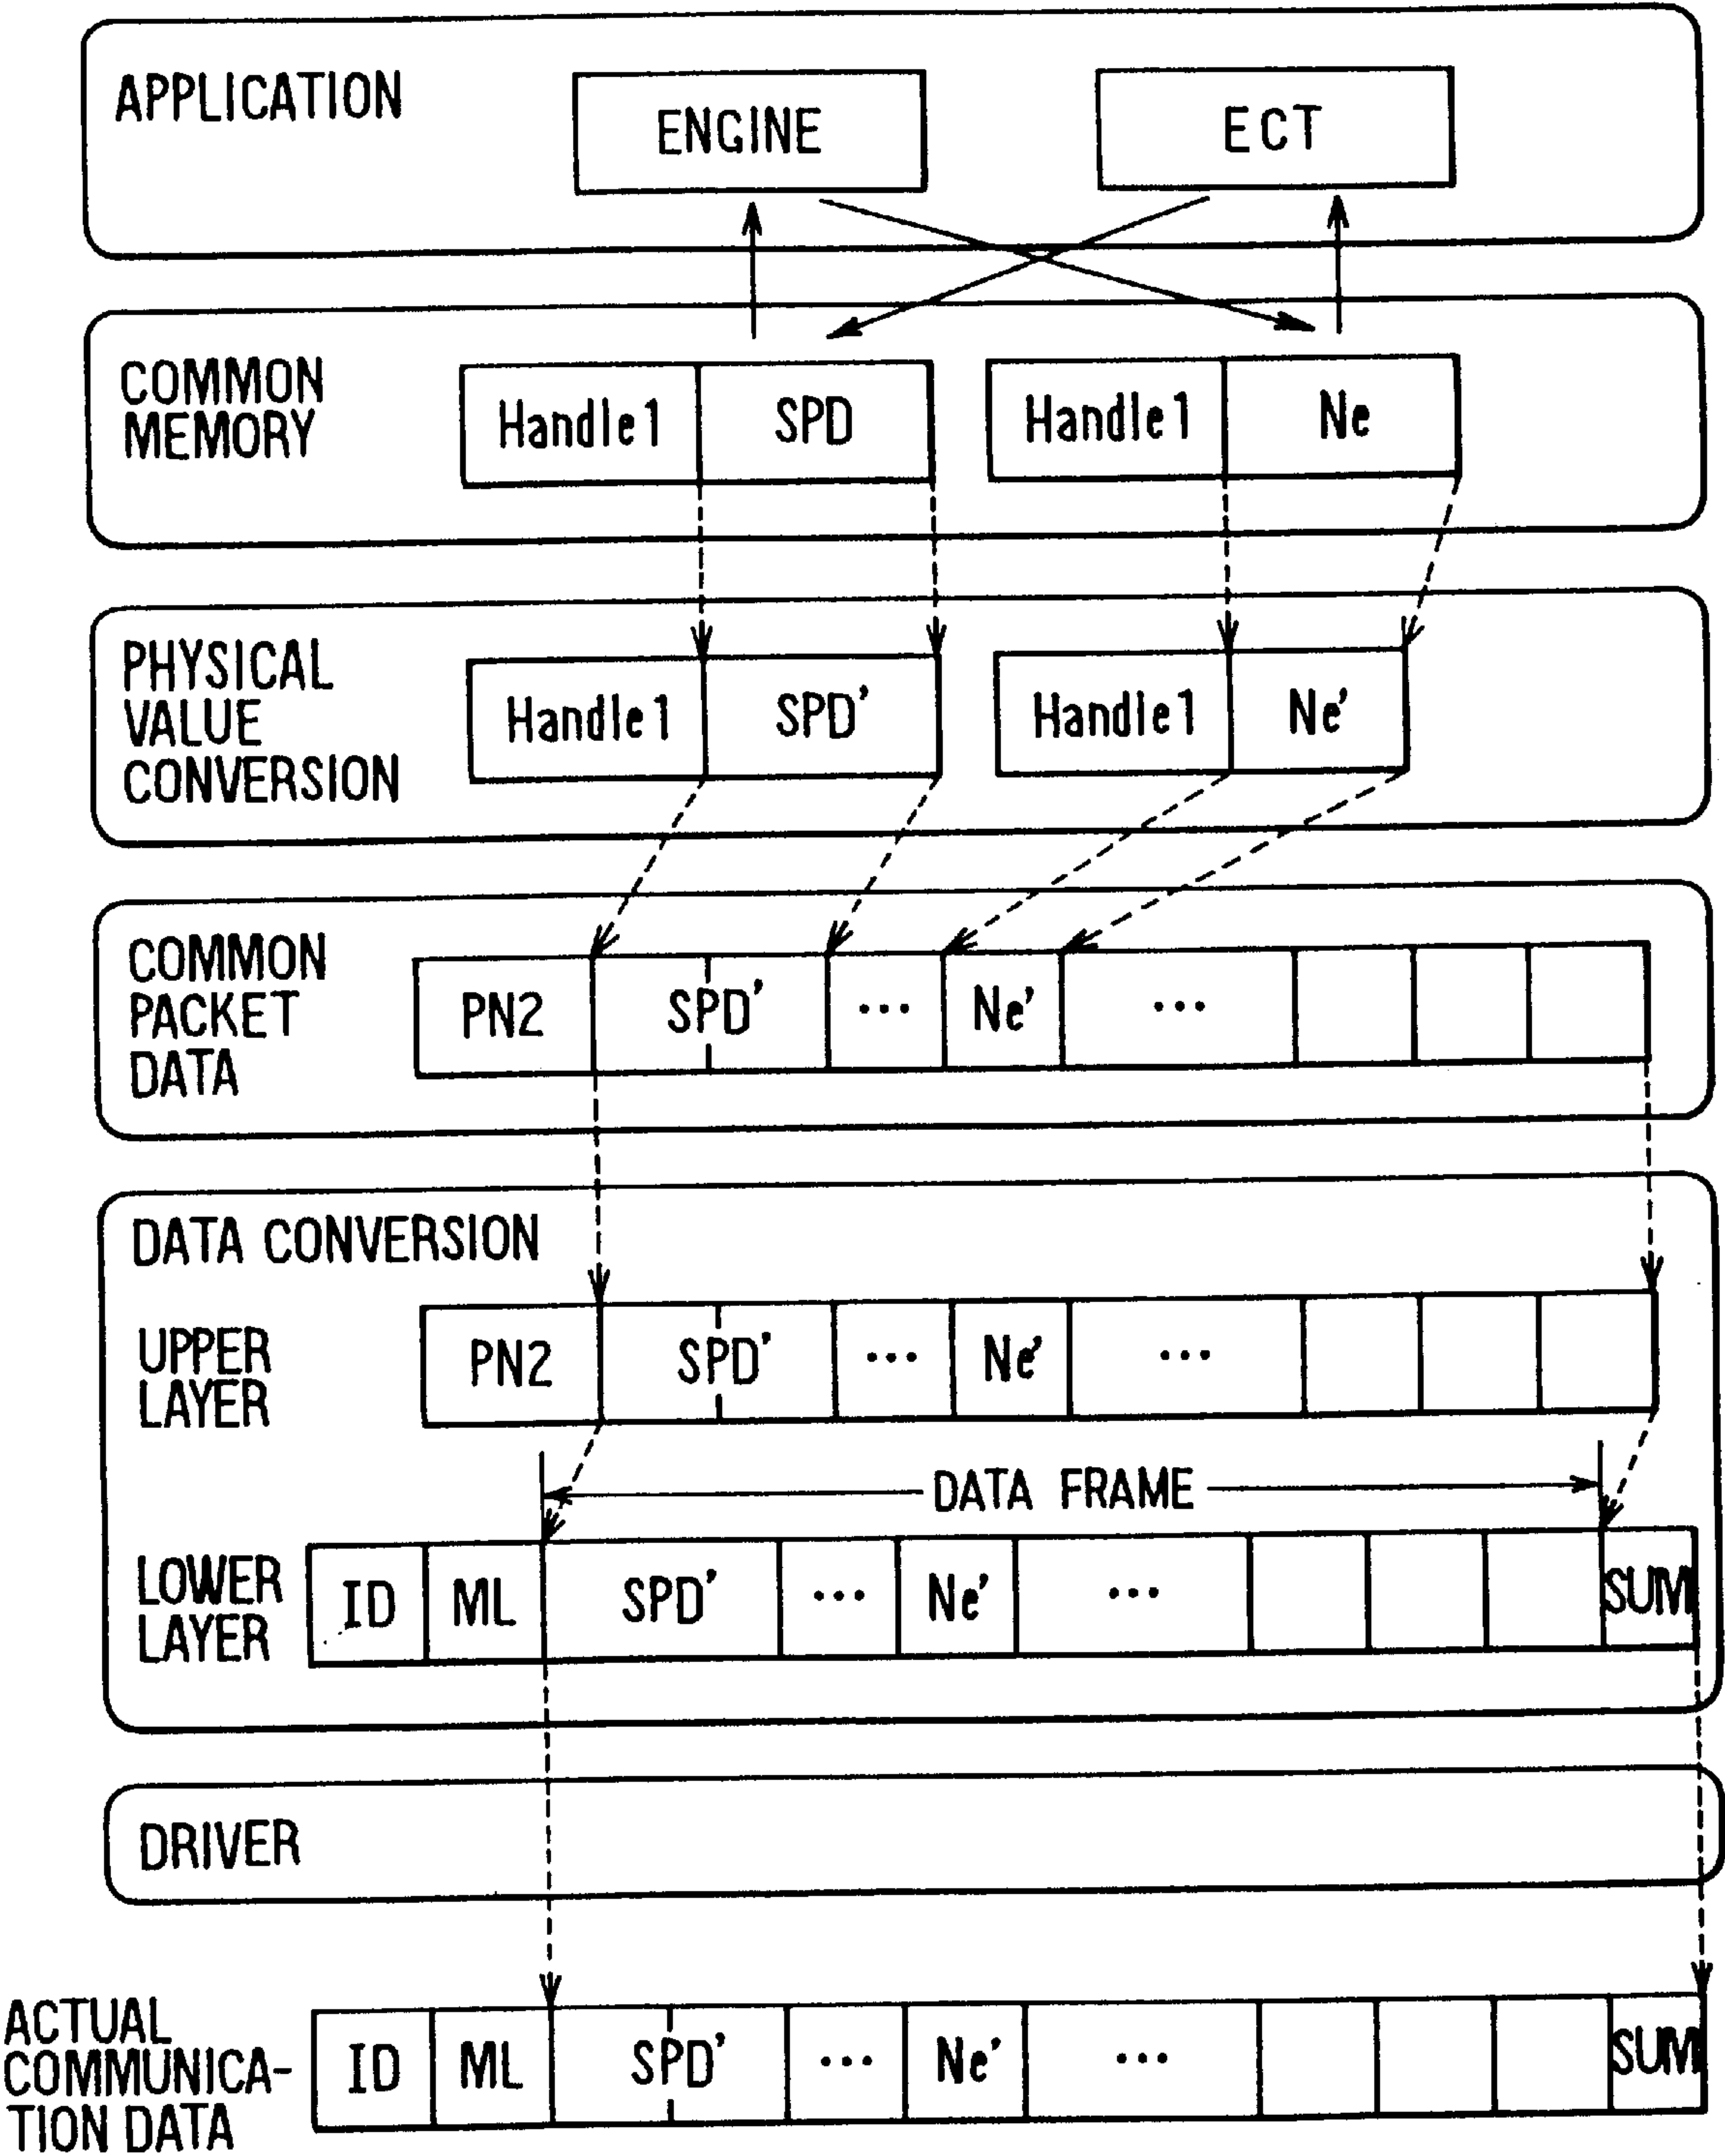 APPLICATION
ENGINE
ECT
COMMON
MEMORY
Handle1
SPD
Handle1
Ne
PHYSICAL
VALUE
CONVERSION
Handle1
SPD'
Handle1
Ne'
COMMON
PACKET
DATA
PN2
SPD'
...
Ne'
...
DATA CONVERSION
UPPER
LAYER
PN2
SPD'
...
Ne'
...
DATA FRAME
LOWER
LAYER
ID
ML
SPD'
...
Ne'
...
SUM
DRIVER
ACTUAL
COMMUNICA-
TION DATA
ID
ML
SPD'
...
Ne'
...
SUM